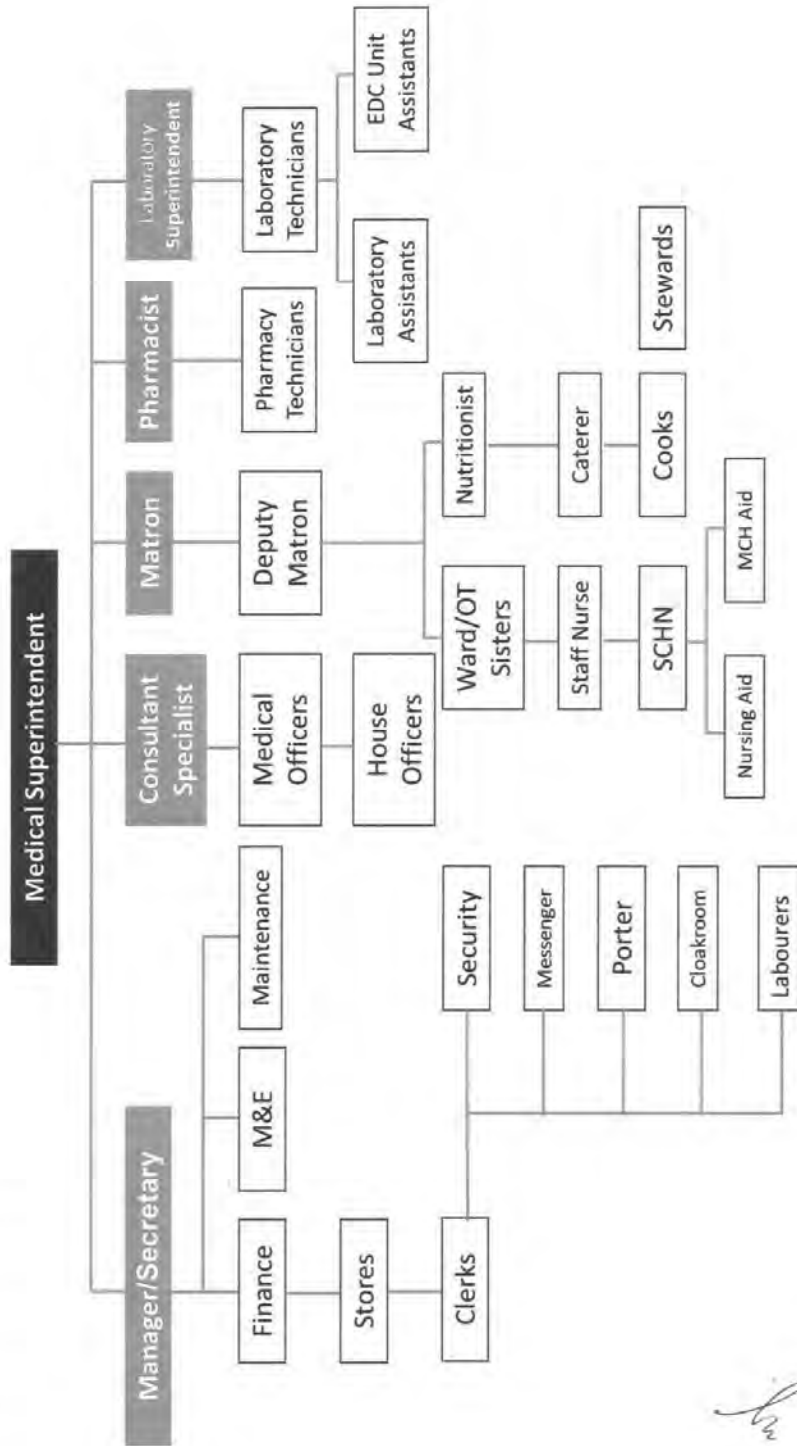 Medical Superintendent
Manager/Secretary
Consultant
Specialist
Matron
Pharmacist
Laboratory
Superintendent
Finance
M&E
Maintenance
Medical
Officers
Deputy
Matron
Pharmacy
Technicians
Laboratory
Technicians
Stores
House
Officers
Laboratory
Assistants
EDC Unit
Assistants
Clerks
Security
Ward/OT
Sisters
Nutritionist
Messenger
Staff Nurse
Caterer
Porter
SCHN
Cooks
Stewards
Cloakroom
Nursing Aid
MCH Aid
Labourers